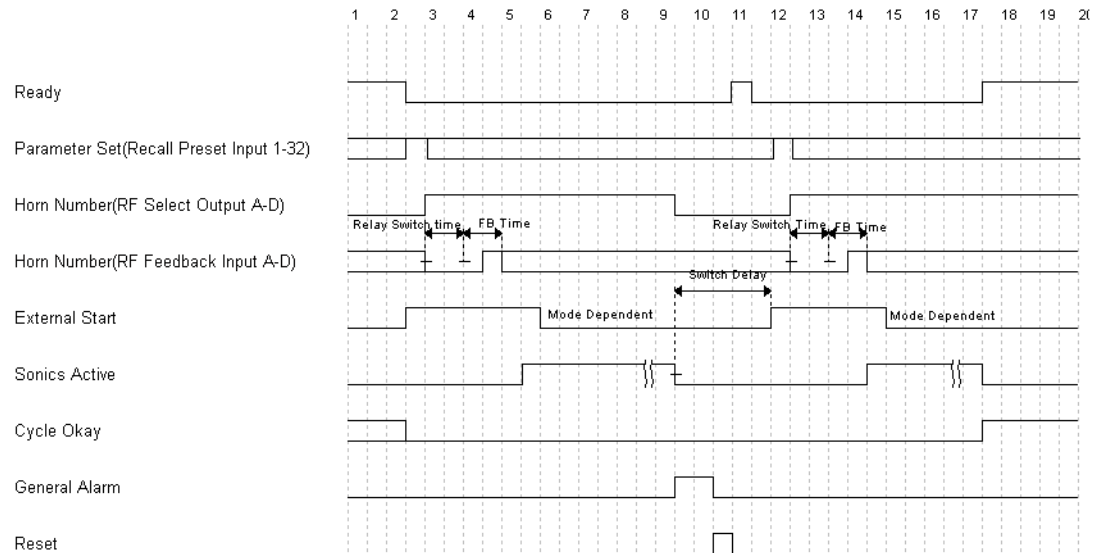 1 2 3 4 5 6 7 8 9 10 11 12 13 14 15 16 17 18 19 20
Ready
Parameter Set(Recall Preset Input 1-32)
Horn Number(RF Select Output A-D)
Relay Switch time FB Time Relay Switch Time FB Time
Horn Number(RF Feedback Input A-D)
Switch Delay
External Start Mode Dependent Mode Dependent
Sonics Active
Cycle Okay
General Alarm
Reset